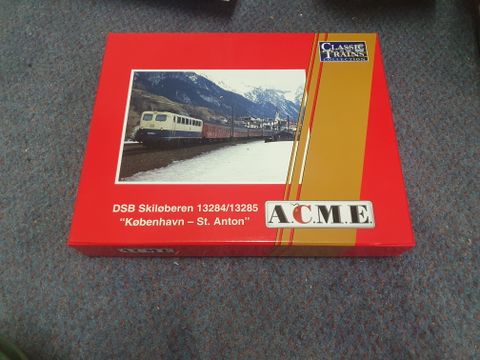 CLASSIC
TRAINS
COLLECTION
DSB Skiløberen 13284/13285
"København – St. Anton"
A.C.M.E.
A.C.M.E.